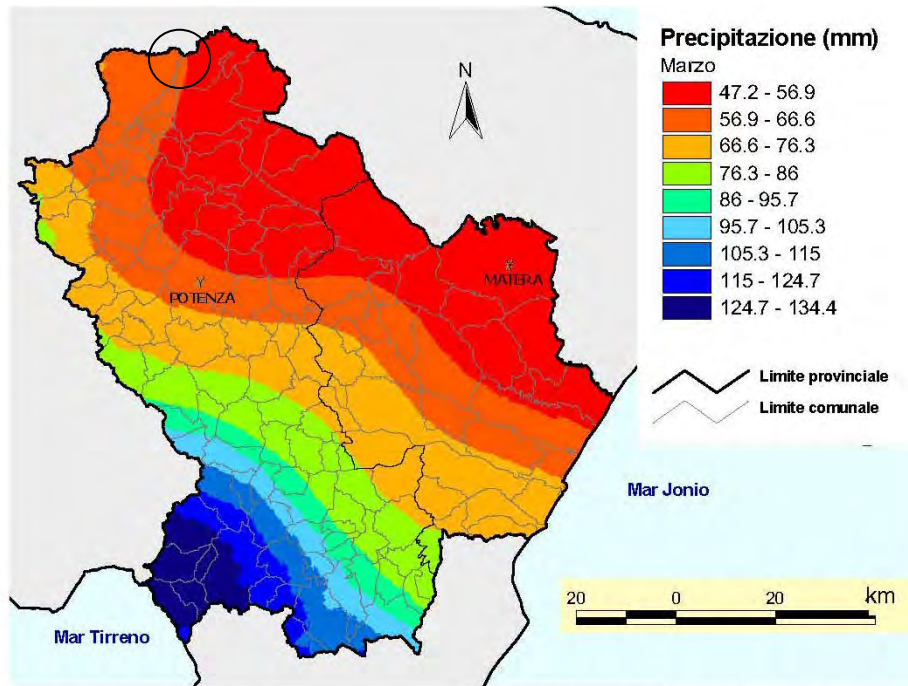 Precipitazione (mm)
Marzo
47.2 - 56.9
56.9 - 66.6
66.6 - 76.3
76.3 - 86
86 - 95.7
95.7 - 105.3
105.3 - 115
115 - 124.7
124.7 - 134.4
N
MATERA
POTENZA
Limite provinciale
Limite comunale
Mar Jonio
20 0 20 km
Mar Tirreno